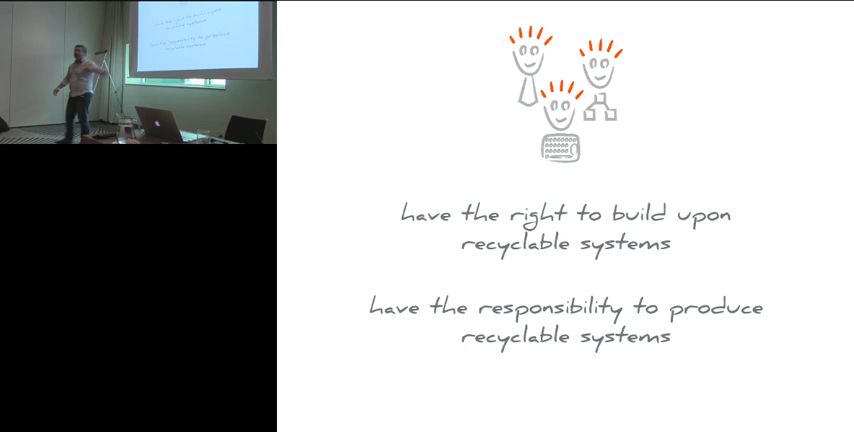 have the right to build upon
recyclable systems
have the responsibility to produce
recyclable systems